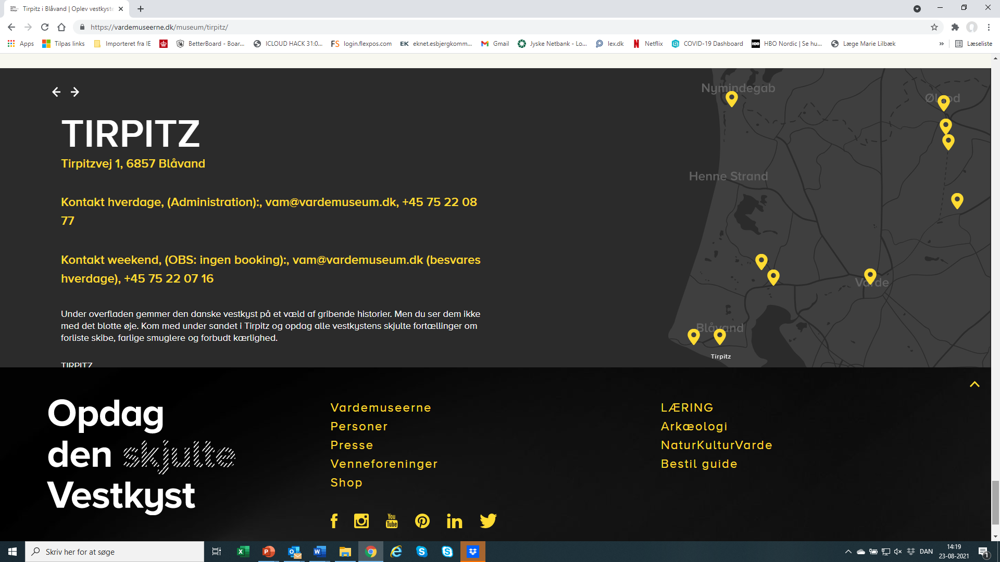 Tirpitz i Blåvand | Oplev vestkyste
https://vardemuseerne.dk/museum/tirpitz/
Apps
Tilpas links
Importeret fra IE
BetterBoard - Boar...
ICLOUD HACK 31:0...
FS login.flexpos.com
EK eknet.esbjergkomm...
Gmail
Jyske Netbank - Lo...
lex.dk
Netflix
COVID-19 Dashboard
HBO HBO Nordic | Se hu...
Læge Marie Lilbæk
»
Læseliste
TIRPITZ
Tirpitzvej 1, 6857 Blåvand
Kontakt hverdage, (Administration):, vam@vardemuseum.dk, +45 75 22 08
77
Kontakt weekend, (OBS: ingen booking):, vam@vardemuseum.dk (besvares
hverdage), +45 75 22 07 16
Under overfladen gemmer den danske vestkyst på et væld af gribende historier. Men du ser dem ikke
med det blotte øje. Kom med under sandet i Tirpitz og opdag alle vestkystens skjulte fortællinger om
forliste skibe, farlige smuglere og forbudt kærlighed.
TIRPITZ
Nymindegab
Henne Strand
Varde
Blåvand
Tirpitz
Opdag
den skjulte
Vestkyst
Vardemuseerne
Personer
Presse
Venneforeninger
Shop
You
Tube
in
LÆRING
Arkæologi
NaturKulturVarde
Bestil guide
Skriv her for at søge
DAN
14:19
23-08-2021
1